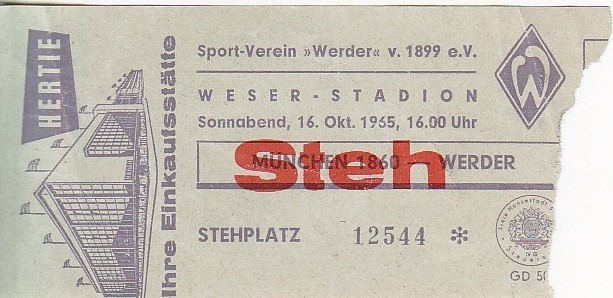 HERTIE
Ihre Einkaufsstätte
Sport-Verein »Werder« v. 1899 e.V.
W
WESER-STADION
Sonnabend, 16. Okt. 1965, 16.00 Uhr
MÜNCHEN 1860 — WERDER
Steh
STEHPLATZ 12544 *
GD 50